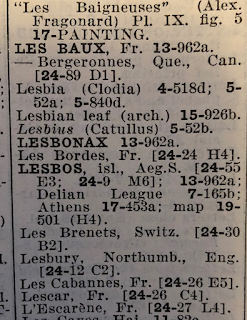 "Les Baigneuses" (Alex.
Fragonard) Pl. IX. fig. 5
17-PAINTING.
LES BAUX, Fr. 13-962a.
— Bergeronnes, Que., Can.
[24-89 D1].
Lesbia (Clodia) 4-518d; 5-
52a; 5-840d.
Lesbian leaf (arch.) 15-926b.
Lesbius (Catullus) 5-52b.
LESBONAX 13-962a.
Les Bordes, Fr. [24-24 H4].
LESBOS, isl., Aeg.S. [24-55
E3; 24-9 M6]; 13-962a;
Delian League 7-165b;
Athens 17-453a; map 19-
501 (H4).
Les Brenets, Switz. [24-30
B2].
Lesbury, Northumb., Eng.
[24-12 C2].
Les Cabannes, Fr. [24-26 E5].
Lescar, Fr. [24-26 C4].
L'Escarène, Fr. [24-27 L4].